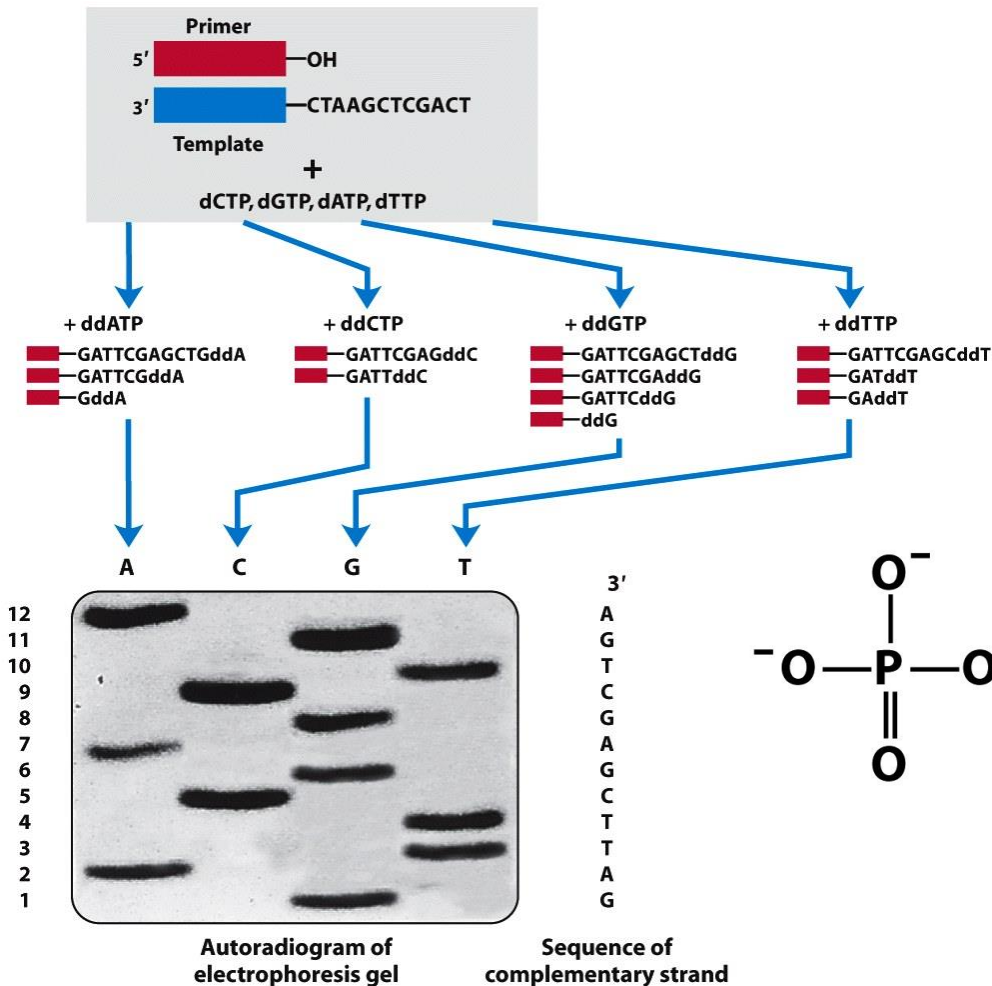 Primer
5′ OH
3′ CTAAGCTCGACT
Template
+
dCTP, dGTP, dATP, dTTP
+ ddATP + ddCTP + ddGTP + ddTTP
GATTCGAGCTGddA GATTCGAGddC GATTCGAGCTddG GATTCGAGCddT
GATTCGddA GATTddC GATTCGAddG GATddT
GddA GATTCddG GAddT
ddG
A C G T
3′
12 A
11 G
10 T
9 C
8 G
7 A
6 G
5 C
4 T
3 T
2 A
1 G
O−
−O P O
O
Autoradiogram of
electrophoresis gel
Sequence of
complementary strand